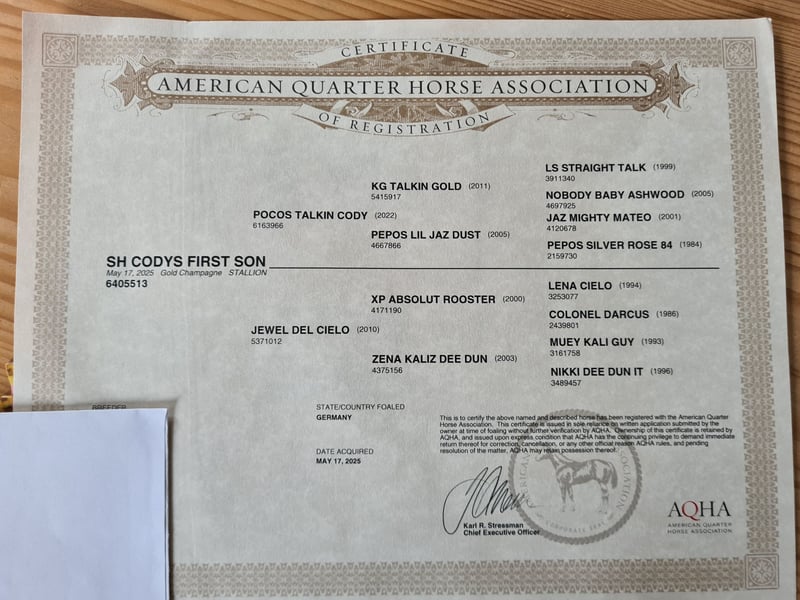 CERTIFICATE
AMERICAN QUARTER HORSE ASSOCIATION
OF REGISTRATION
LS STRAIGHT TALK (1999)
3911340
KG TALKIN GOLD (2011)
5415917
NOBODY BABY ASHWOOD (2005)
4697925
POCOS TALKIN CODY (2022)
6163966
JAZ MIGHTY MATEO (2001)
4120678
PEPOS LIL JAZ DUST (2005)
4667866
PEPOS SILVER ROSE 84 (1984)
2159730
SH CODYS FIRST SON
May 17, 2025 Gold Champagne STALLION
6405513
LENA CIELO (1994)
3253077
XP ABSOLUT ROOSTER (2000)
4171190
COLONEL DARCUS (1986)
2439801
JEWEL DEL CIELO (2010)
5371012
MUEY KALI GUY (1993)
3161758
ZENA KALIZ DEE DUN (2003)
4375156
NIKKI DEE DUN IT (1996)
3489457
BREEDER
STATE/COUNTRY FOALED
GERMANY
DATE ACQUIRED
MAY 17, 2025
This is to certify the above named and described horse has been registered with the American Quarter
Horse Association. This certificate is issued in sole reliance on written application submitted by the
owner at time of foaling without further verification by AQHA. Ownership of this certificate is retained by
AQHA, and issued upon express condition that AQHA has the continuing privilege to demand immediate
return thereof for correction, cancellation, or any other official reason AQHA rules, and pending
resolution of the matter, AQHA may retain possession thereof.
Karl R. Stressman
Chief Executive Officer
CORPORATE SEAL
AQHA
AMERICAN QUARTER
HORSE ASSOCIATION